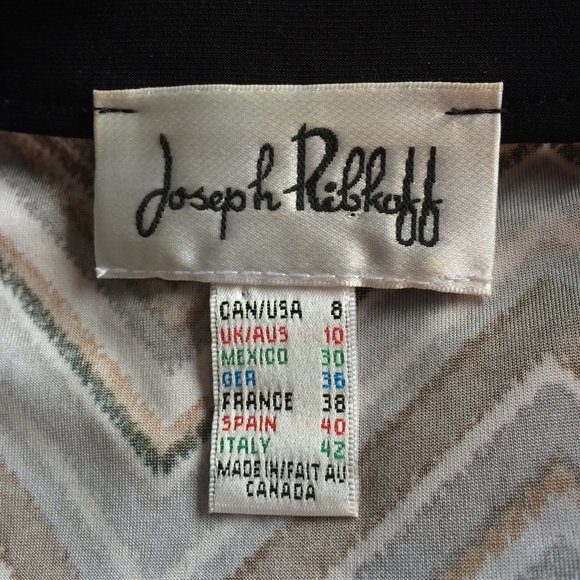 Joseph Ribkoff
CAN/USA 8
UK/AUS 10
MEXICO 30
GER 36
FRANCE 38
SPAIN 40
ITALY 42
MADE IN/FAIT AU
CANADA